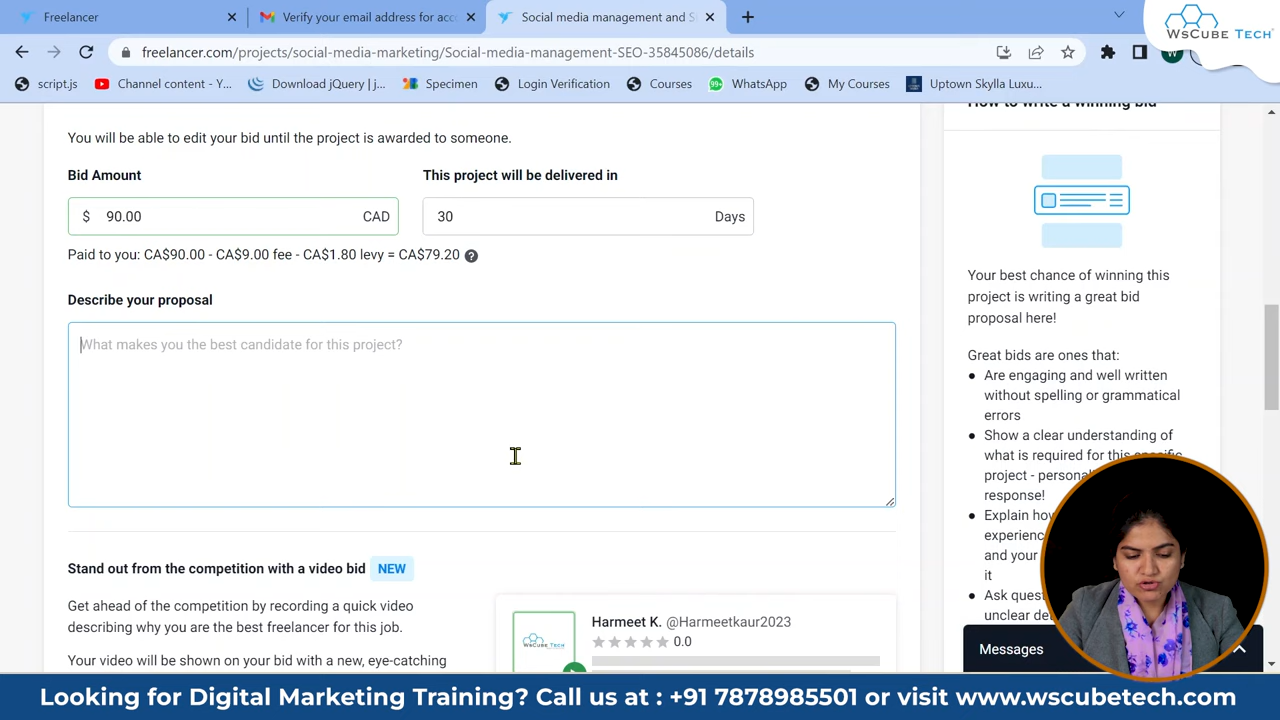 Freelancer
Verify your email address for acc
Social media management and S
WsCube Tech
freelancer.com/projects/social-media-marketing/Social-media-management-SEO-35845086/details
script.js
Channel content - Y...
Download jQuery | j...
Specimen
Login Verification
Courses
99+
WhatsApp
My Courses
Uptown Skylla Luxu...
How to write a winning bid
You will be able to edit your bid until the project is awarded to someone.
Bid Amount
This project will be delivered in
$ 90.00 CAD
30 Days
Paid to you: CA$90.00 - CA$9.00 fee - CA$1.80 levy = CA$79.20
Describe your proposal
What makes you the best candidate for this project?
Your best chance of winning this
project is writing a great bid
proposal here!
Great bids are ones that:
Are engaging and well written
without spelling or grammatical
errors
Show a clear understanding of
what is required for this specific
project - personal
response!
Explain how
experienc
and your
it
Ask quest
unclear de
Stand out from the competition with a video bid NEW
Get ahead of the competition by recording a quick video
describing why you are the best freelancer for this job.
Your video will be shown on your bid with a new, eye-catching
WsCube Tech
Harmeet K. @Harmeetkaur2023
0.0
Messages
Looking for Digital Marketing Training? Call us at : +91 7878985501 or visit www.wscubetech.com